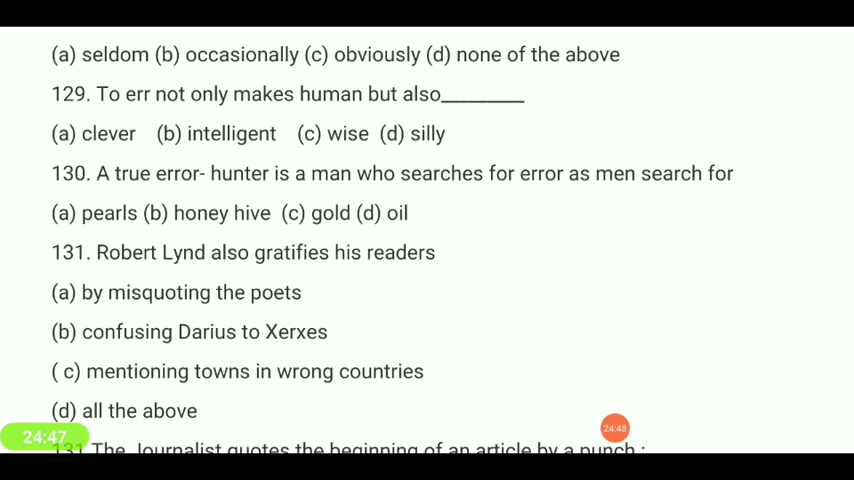 (a) seldom (b) occasionally (c) obviously (d) none of the above
129. To err not only makes human but also_________
(a) clever (b) intelligent (c) wise (d) silly
130. A true error- hunter is a man who searches for error as men search for
(a) pearls (b) honey hive (c) gold (d) oil
131. Robert Lynd also gratifies his readers
(a) by misquoting the poets
(b) confusing Darius to Xerxes
( c) mentioning towns in wrong countries
(d) all the above
24:47
24:48
131 The Journalist quotes the beginning of an article by a punch :